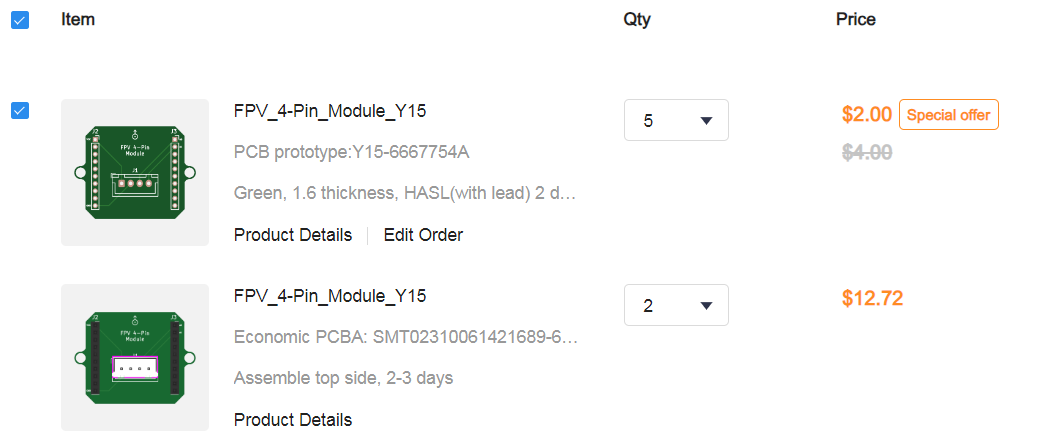 Item Qty Price
FPV_4-Pin_Module_Y15
5
$2.00 Special offer
$4.00
PCB prototype:Y15-6667754A
Green, 1.6 thickness, HASL(with lead) 2 d...
Product Details Edit Order
J2 J3
FPV 4-Pin
Module
J1
FPV_4-Pin_Module_Y15
2
$12.72
Economic PCBA: SMT02310061421689-6...
Assemble top side, 2-3 days
Product Details
J2 J3
FPV 4-Pin
Module